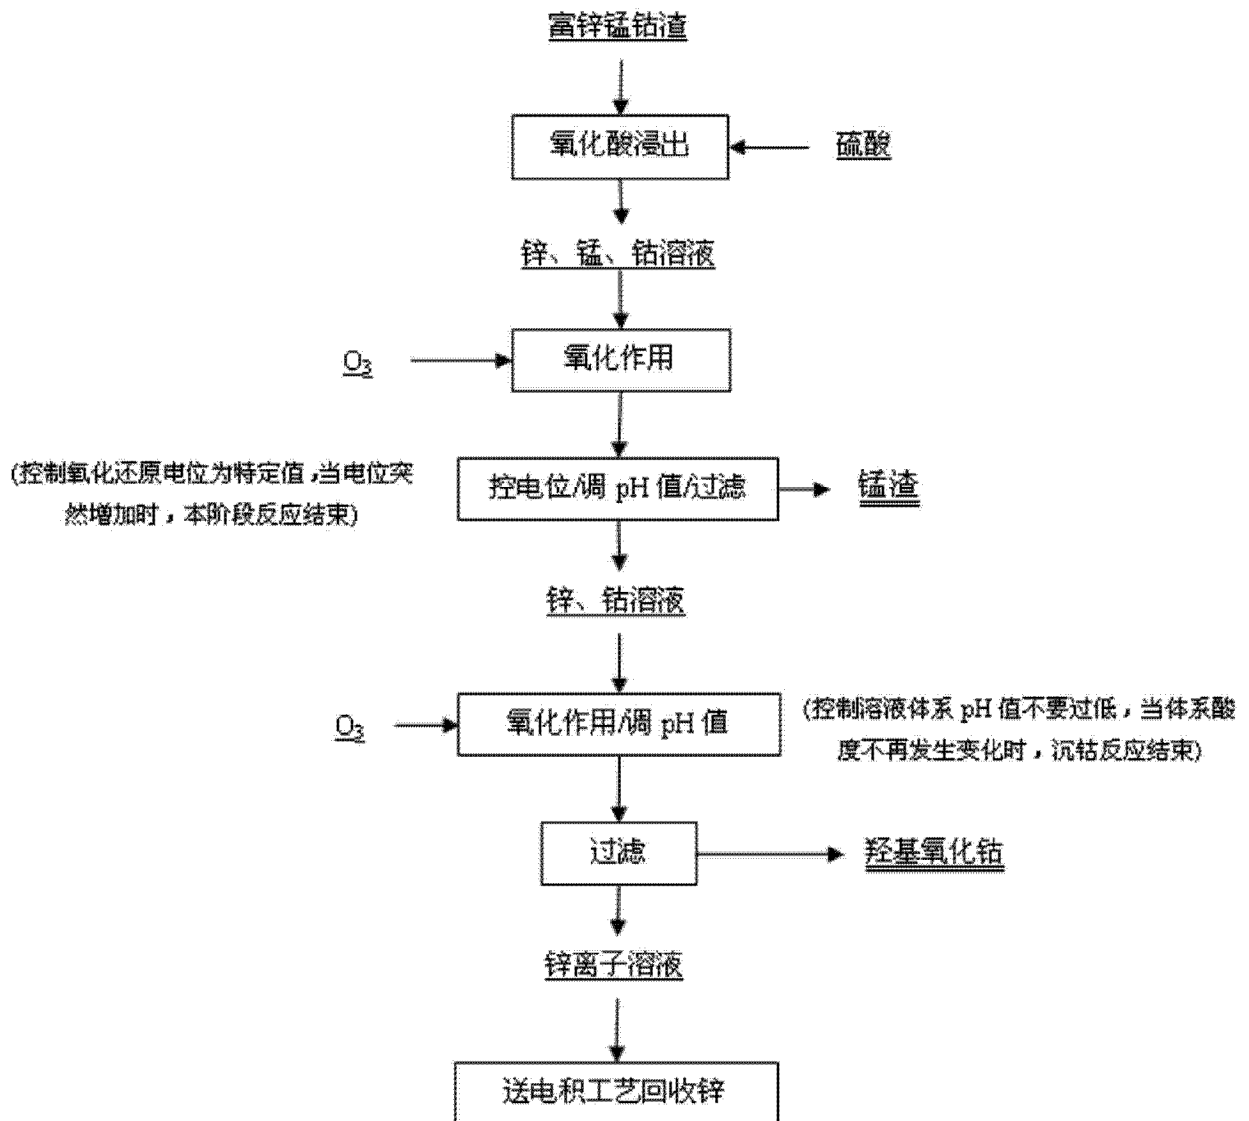 富锌锰钴渣
氧化酸浸出
硫酸
锌、锰、钴溶液
O₃
氧化作用
(控制氧化还原电位为特定值,当电位突
然增加时,本阶段反应结束)
控电位/调 pH 值/过滤
锰渣
锌、钴溶液
O₃
氧化作用/调 pH 值
(控制溶液体系 pH 值不要过低,当体系酸
度不再发生变化时,沉钴反应结束)
过滤
羟基氧化钴
锌离子溶液
送电积工艺回收锌